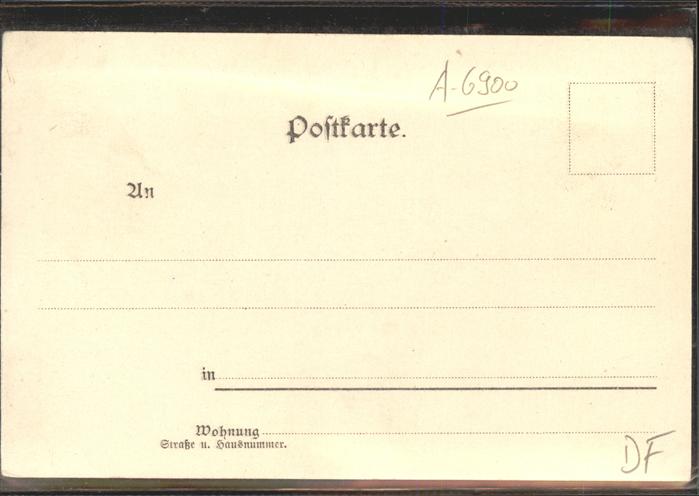 A-6900
Poſtkarte.
An
in
Wohnung
Straße u. Hausnummer.
DF